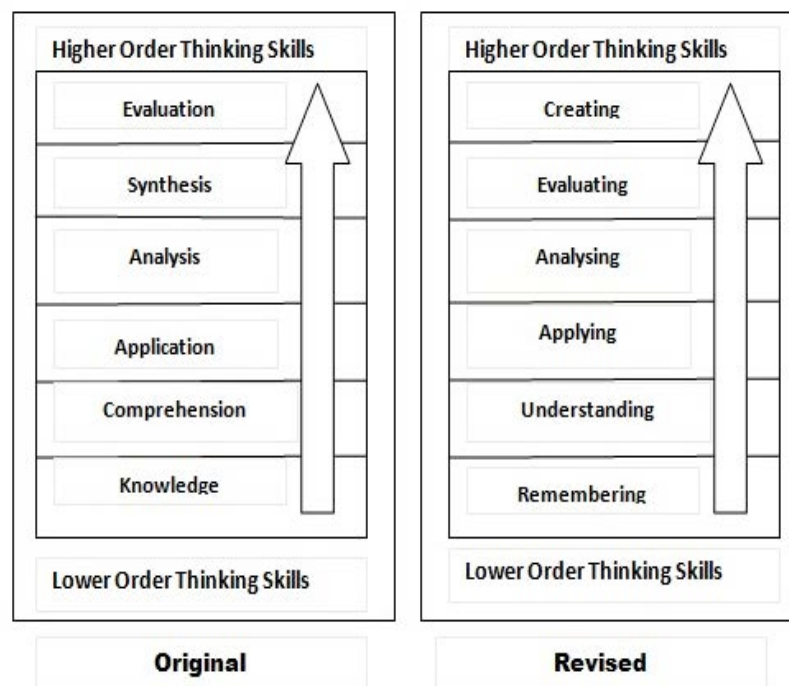 Higher Order Thinking Skills
Evaluation
Synthesis
Analysis
Application
Comprehension
Knowledge
Lower Order Thinking Skills
Original
Higher Order Thinking Skills
Creating
Evaluating
Analysing
Applying
Understanding
Remembering
Lower Order Thinking Skills
Revised